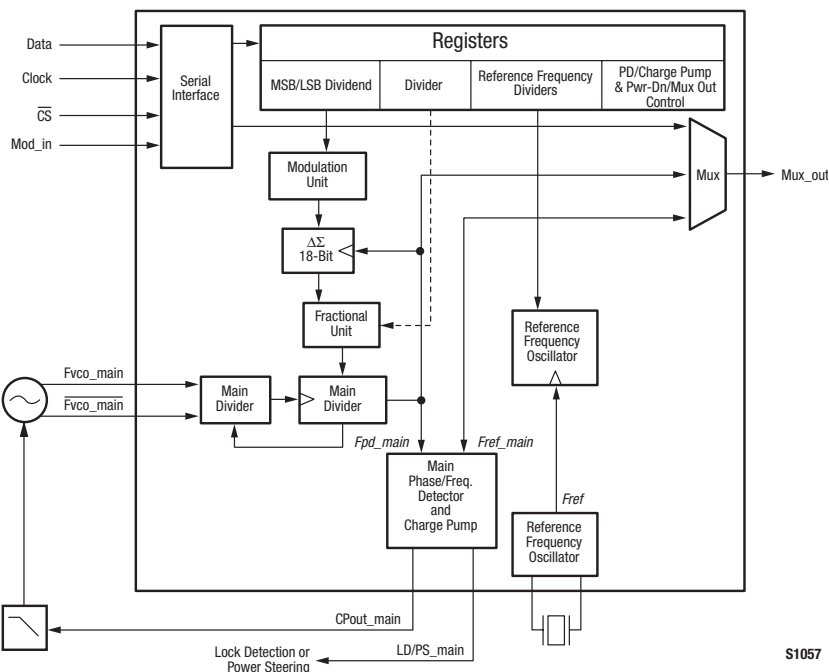 Data
Clock
CS
Mod_in
Serial
Interface
Registers
MSB/LSB Dividend
Divider
Reference Frequency
Dividers
PD/Charge Pump
& Pwr-Dn/Mux Out
Control
Modulation
Unit
Mux
Mux_out
ΔΣ
18-Bit
Fractional
Unit
Reference
Frequency
Oscillator
Fvco_main
Fvco_main
Main
Divider
Main
Divider
Fpd_main
Fref_main
Main
Phase/Freq.
Detector
and
Charge Pump
Fref
Reference
Frequency
Oscillator
CPout_main
Lock Detection or
Power Steering
LD/PS_main
S1057